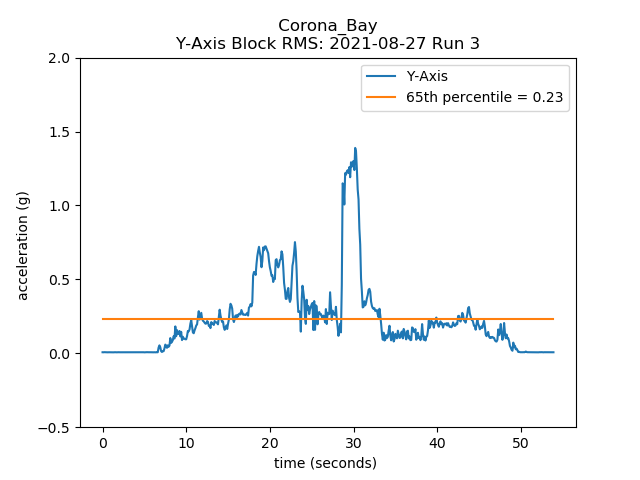 Corona_Bay
Y-Axis Block RMS: 2021-08-27 Run 3
Y-Axis
65th percentile = 0.23
2.0
1.5
1.0
0.5
0.0
−0.5
acceleration (g)
0 10 20 30 40 50
time (seconds)